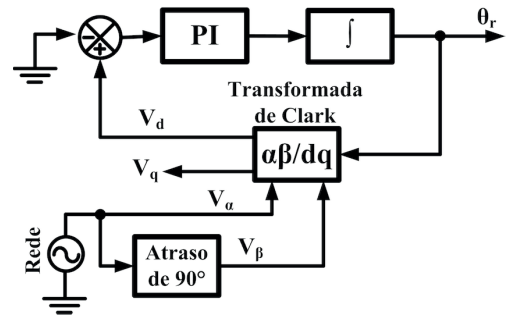 θr
PI
∫
Transformada
de Clark
Vd
αβ/dq
Vq
Vα
Rede
Atraso
de 90°
Vβ